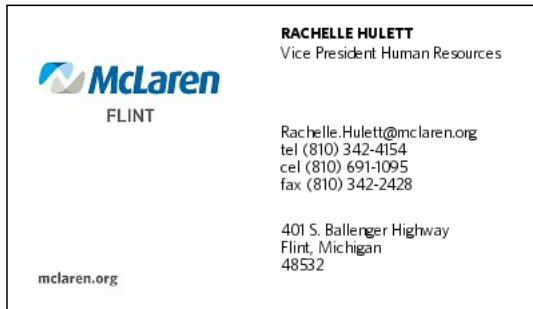 McLaren
FLINT
mclaren.org
RACHELLE HULETT
Vice President Human Resources
Rachelle.Hulett@mclaren.org
tel (810) 342-4154
cel (810) 691-1095
fax (810) 342-2428
401 S. Ballenger Highway
Flint, Michigan
48532